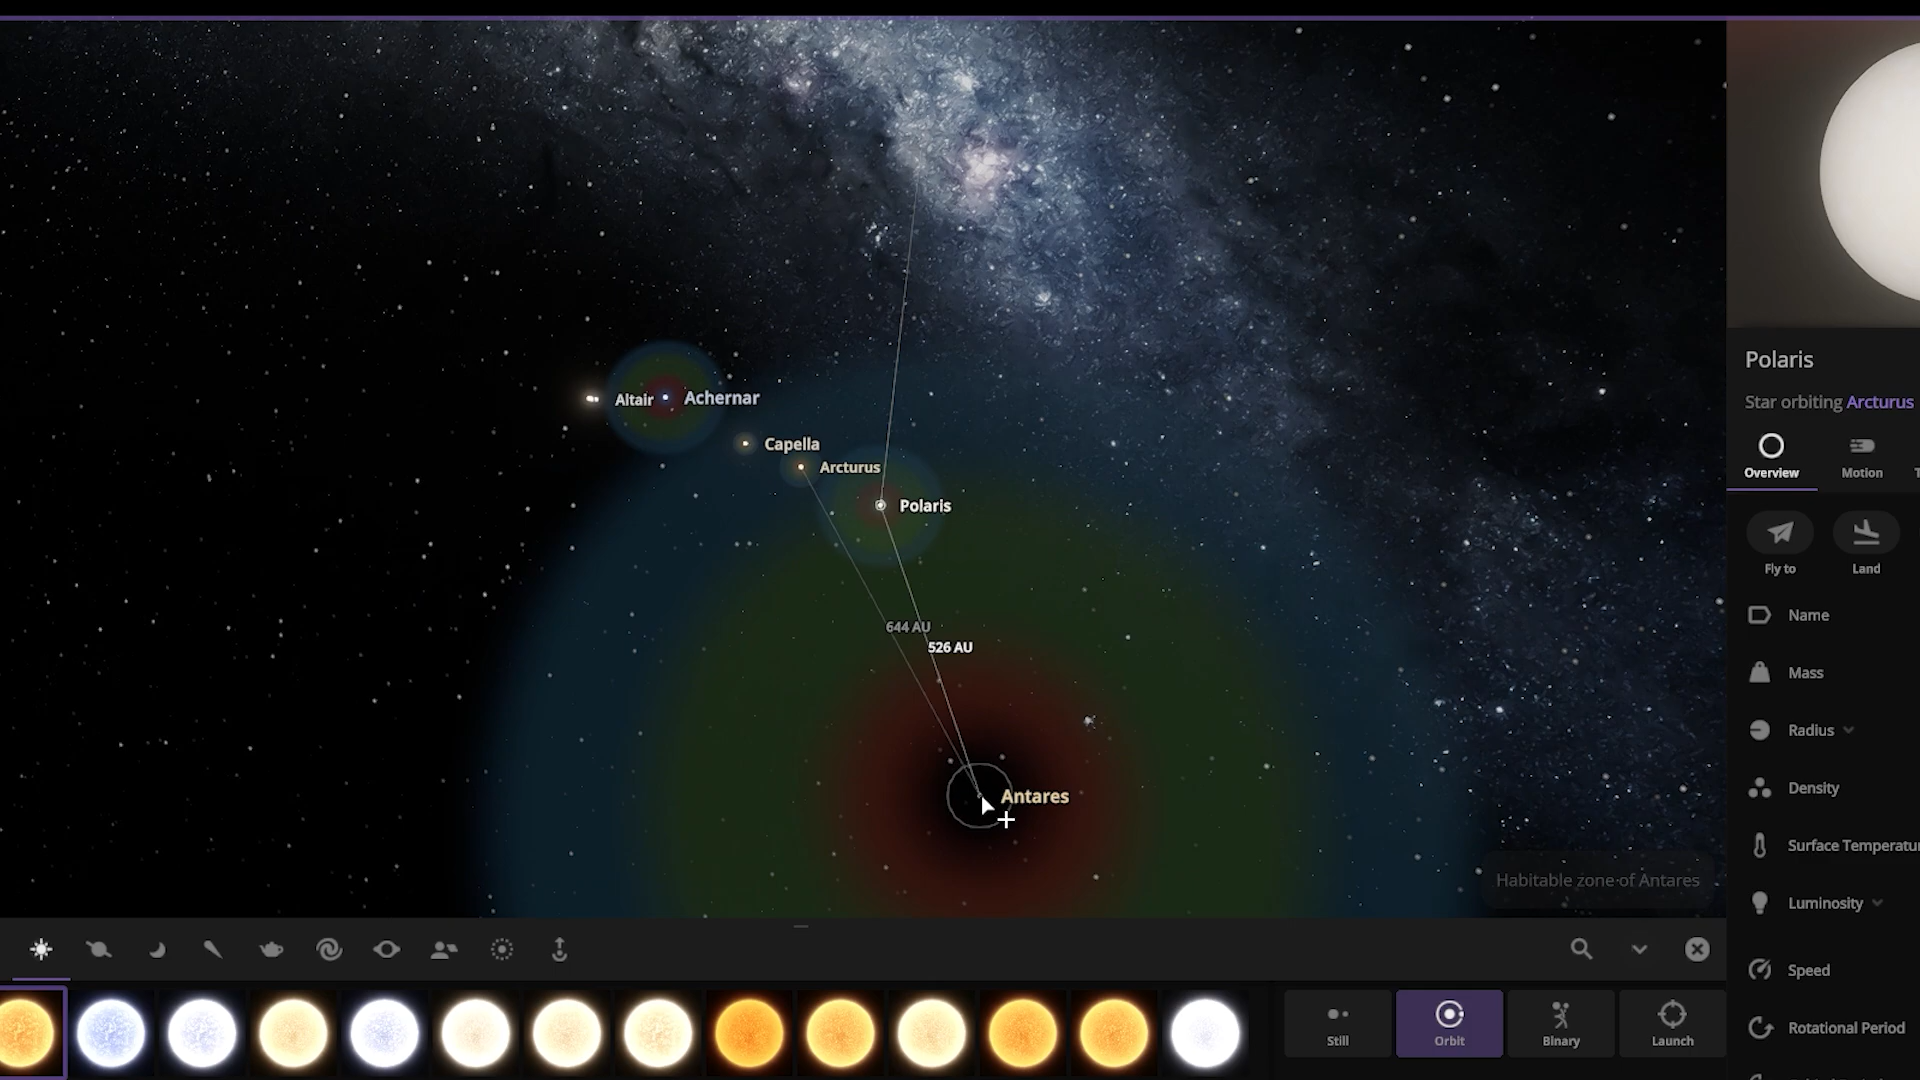 Altair
Achernar
Capella
Arcturus
Polaris
644 AU
526 AU
Antares
Habitable zone of Antares
Polaris
Star orbiting Arcturus
Overview
Motion
T
Fly to
Land
Name
Mass
Radius
Density
Surface Temperatur
Luminosity
Speed
Rotational Period
Still
Orbit
Binary
Launch